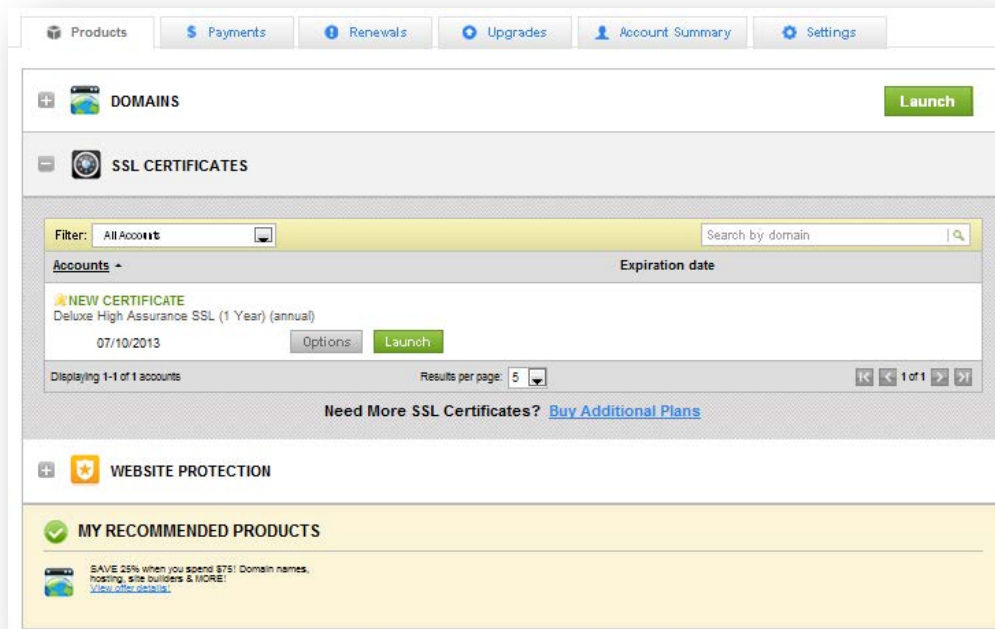 Products Payments Renewals Upgrades Account Summary Settings
DOMAINS Launch
SSL CERTIFICATES
Filter: All Accounts Search by domain
Accounts Expiration date
NEW CERTIFICATE
Deluxe High Assurance SSL (1 Year) (annual)
07/10/2013 Options Launch
Displaying 1-1 of 1 accounts Results per page: 5 1 of 1
Need More SSL Certificates? Buy Additional Plans
WEBSITE PROTECTION
MY RECOMMENDED PRODUCTS
SAVE 25% when you spend $75! Domain names,
hosting, site builders & MORE!
View offer details!